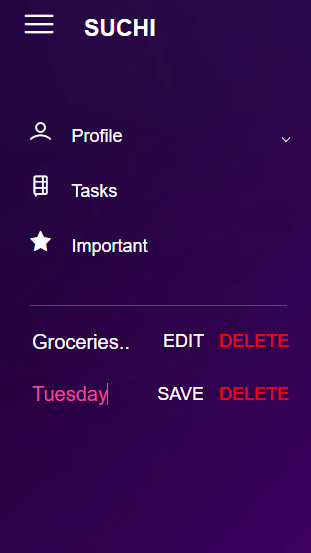 SUCHI
Profile
Tasks
Important
Groceries.. EDIT DELETE
Tuesday SAVE DELETE